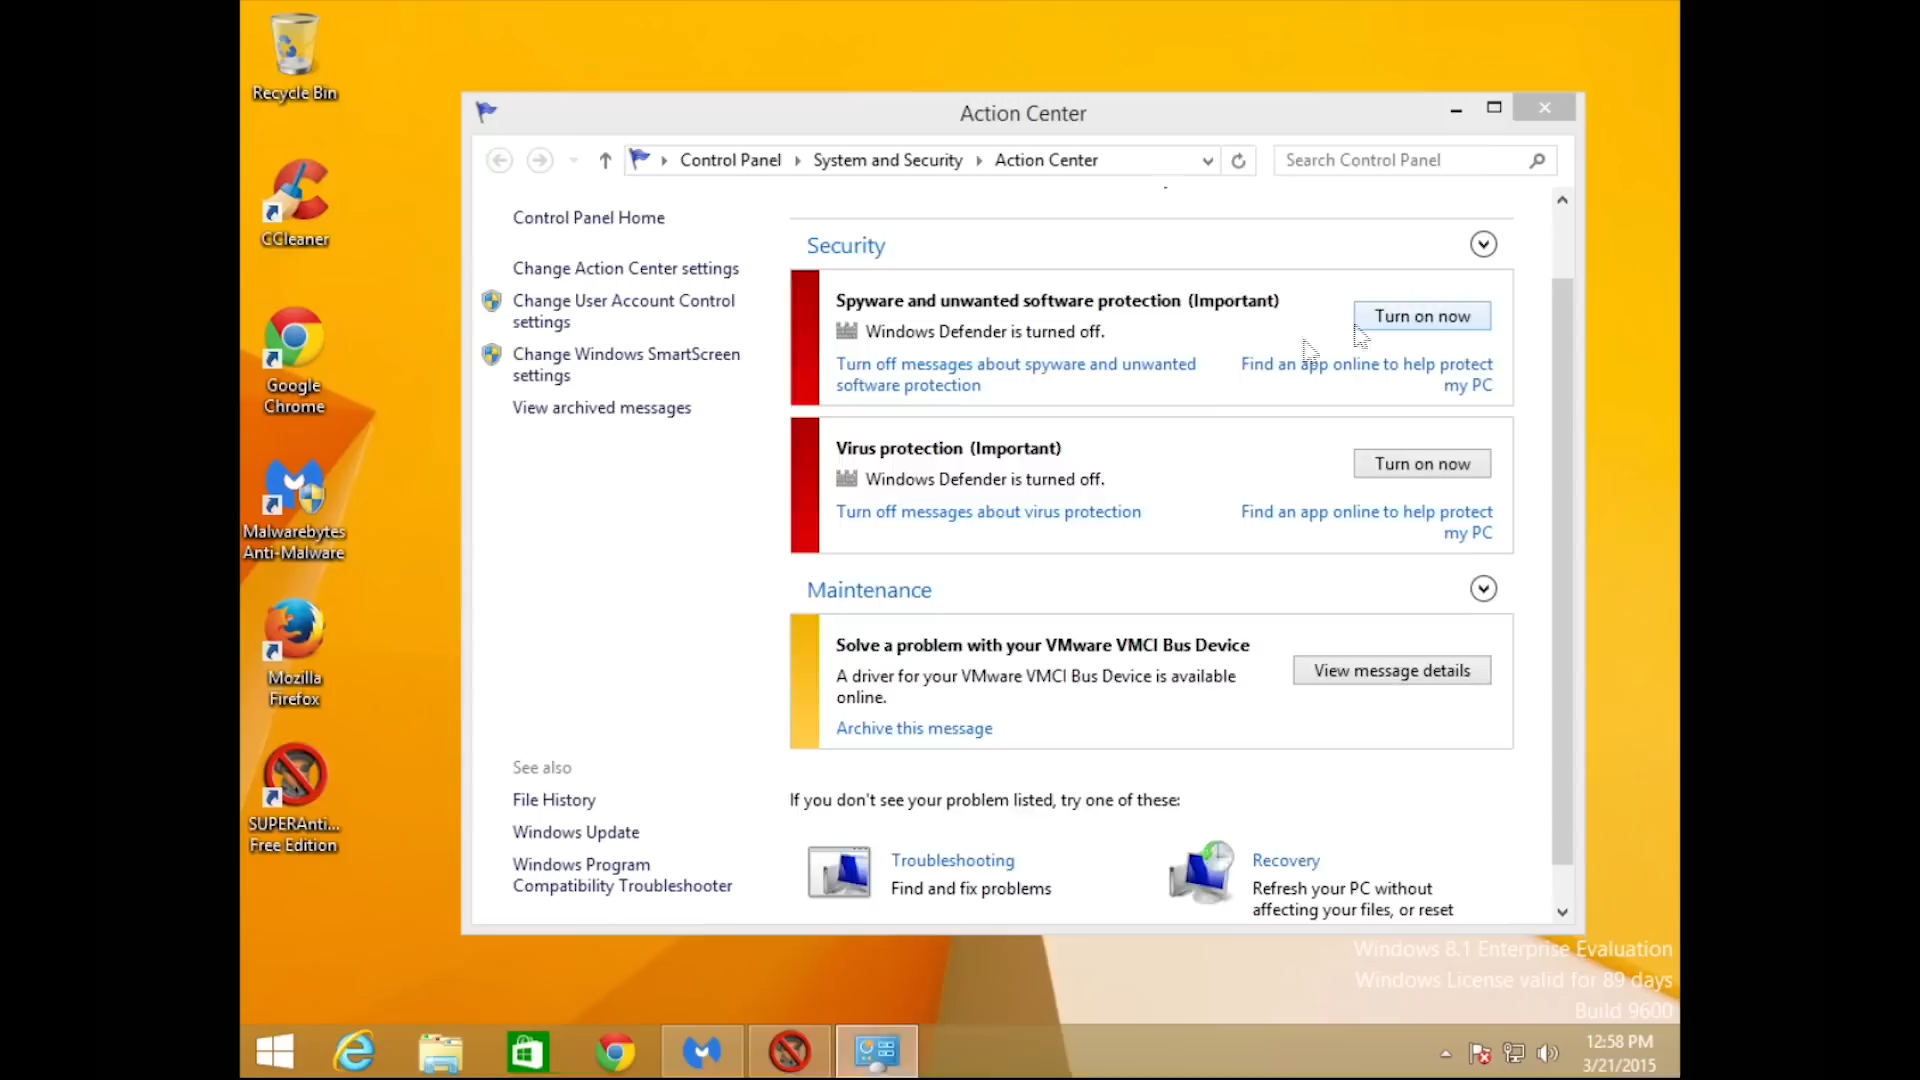 Recycle Bin
CCleaner
Google
Chrome
Malwarebytes
Anti-Malware
Mozilla
Firefox
SUPERAnti...
Free Edition
Action Center
Control Panel
System and Security
Action Center
Search Control Panel
Control Panel Home
Change Action Center settings
Change User Account Control
settings
Change Windows SmartScreen
settings
View archived messages
See also
File History
Windows Update
Windows Program
Compatibility Troubleshooter
Security
Spyware and unwanted software protection (Important)
Windows Defender is turned off.
Turn on now
Turn off messages about spyware and unwanted
software protection
Find an app online to help protect
my PC
Virus protection (Important)
Windows Defender is turned off.
Turn on now
Turn off messages about virus protection
Find an app online to help protect
my PC
Maintenance
Solve a problem with your VMware VMCI Bus Device
A driver for your VMware VMCI Bus Device is available
online.
View message details
Archive this message
If you don't see your problem listed, try one of these:
Troubleshooting
Find and fix problems
Recovery
Refresh your PC without
affecting your files, or reset
Windows 8.1 Enterprise Evaluation
Windows License valid for 89 days
Build 9600
12:58 PM
3/21/2015